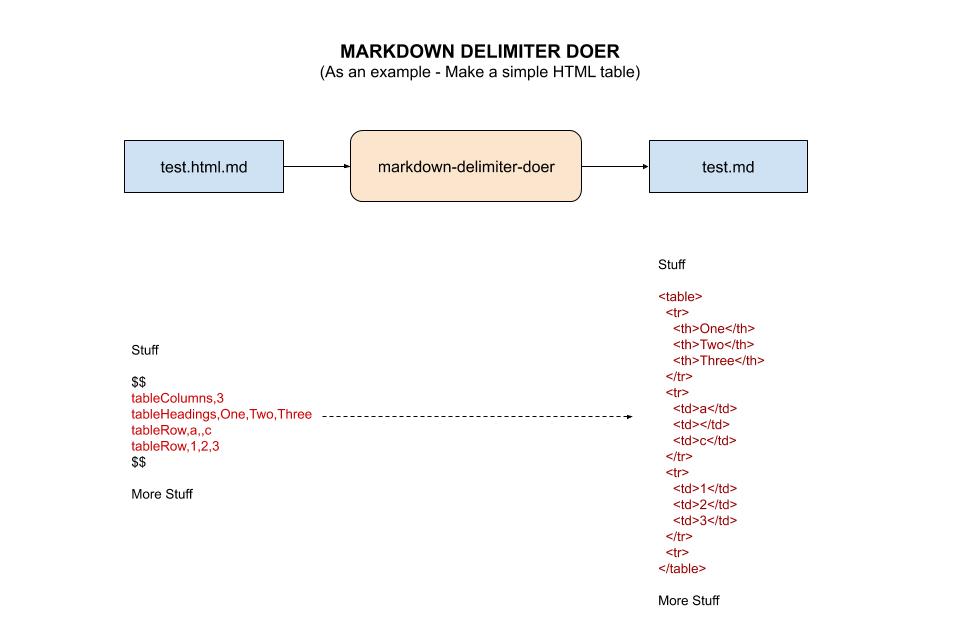 MARKDOWN DELIMITER DOER
(As an example - Make a simple HTML table)
test.html.md
markdown-delimiter-doer
test.md
Stuff
$$
tableColumns,3
tableHeadings,One,Two,Three
tableRow,a,,c
tableRow,1,2,3
$$
More Stuff
Stuff
<table>
<tr>
<th>One</th>
<th>Two</th>
<th>Three</th>
</tr>
<tr>
<td>a</td>
<td></td>
<td>c</td>
</tr>
<tr>
<td>1</td>
<td>2</td>
<td>3</td>
</tr>
<tr>
</table>
More Stuff